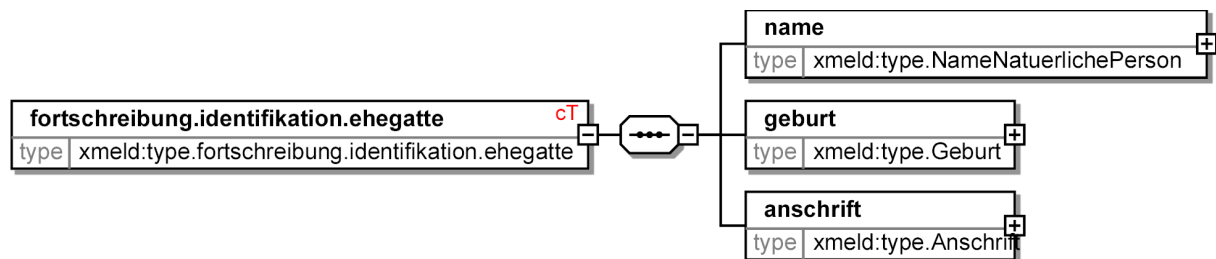 name
type xmeld:type.NameNatuerlichePerson
fortschreibung.identifikation.ehegatte cT
type xmeld:type.fortschreibung.identifikation.ehegatte
geburt
type xmeld:type.Geburt
anschrift
type xmeld:type.Anschrift